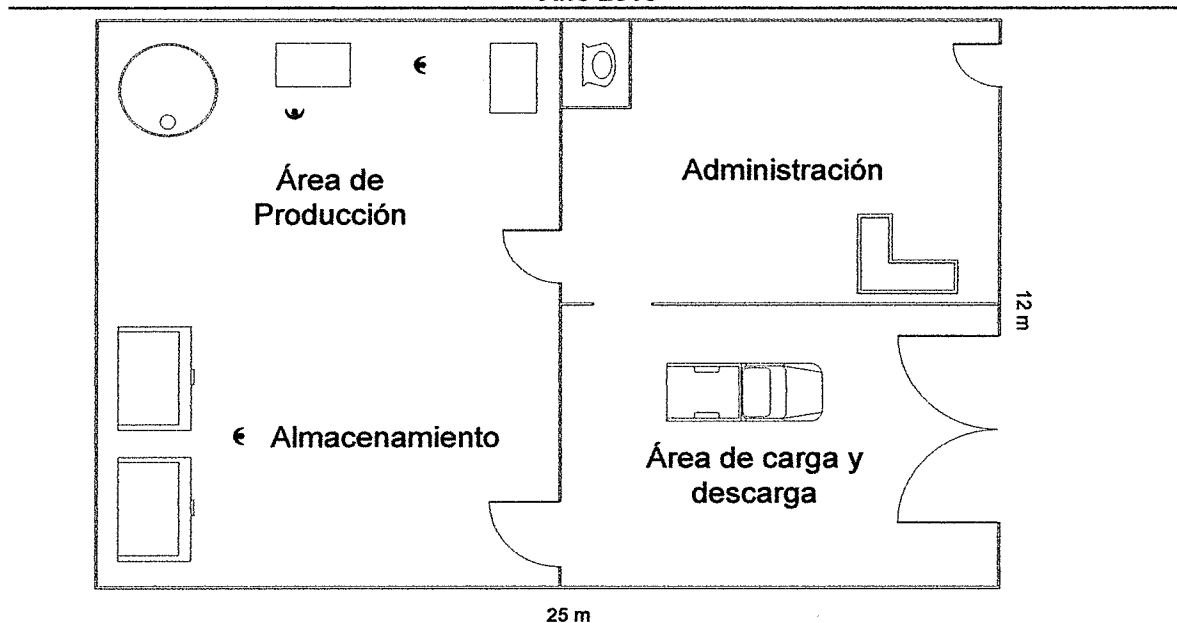 Área de
Producción
Administración
12 m
Almacenamiento
Área de carga y
descarga
25 m